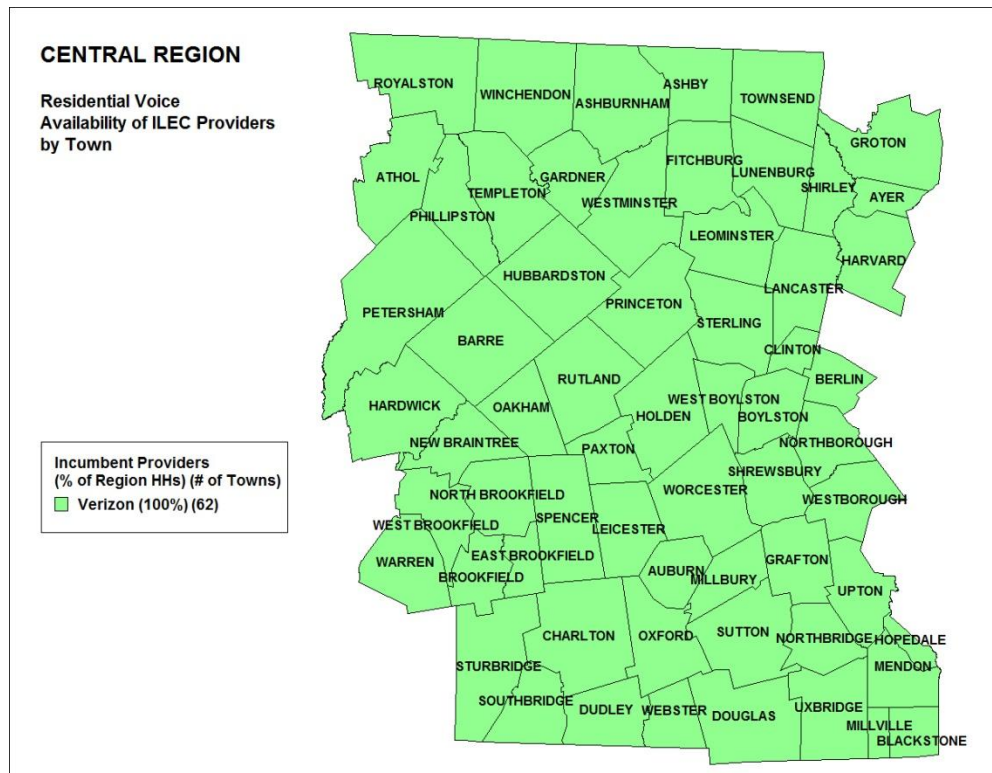 CENTRAL REGION
Residential Voice
Availability of ILEC Providers
by Town
ROYALSTON
WINCHENDON
ASHBURNHAM
ASHBY
TOWNSEND
GROTON
ATHOL
PHILLIPSTON
TEMPLETON
GARDNER
WESTMINSTER
FITCHBURG
LUNENBURG
SHIRLEY
AYER
LEOMINSTER
HARVARD
HUBBARDSTON
LANCASTER
PETERSHAM
PRINCETON
STERLING
BARRE
CLINTON
RUTLAND
BERLIN
HARDWICK
OAKHAM
HOLDEN
WEST BOYLSTON
BOYLSTON
NEW BRAINTREE
PAXTON
NORTHBOROUGH
SHREWSBURY
Incumbent Providers
(% of Region HHs) (# of Towns)
Verizon (100%) (62)
NORTH BROOKFIELD
WORCESTER
WESTBOROUGH
WEST BROOKFIELD
SPENCER
LEICESTER
WARREN
EAST BROOKFIELD
BROOKFIELD
AUBURN
MILLBURY
GRAFTON
UPTON
CHARLTON
OXFORD
SUTTON
NORTHBRIDGE
HOPEDALE
MENDON
STURBRIDGE
SOUTHBRIDGE
DUDLEY
WEBSTER
DOUGLAS
UXBRIDGE
MILLVILLE
BLACKSTONE